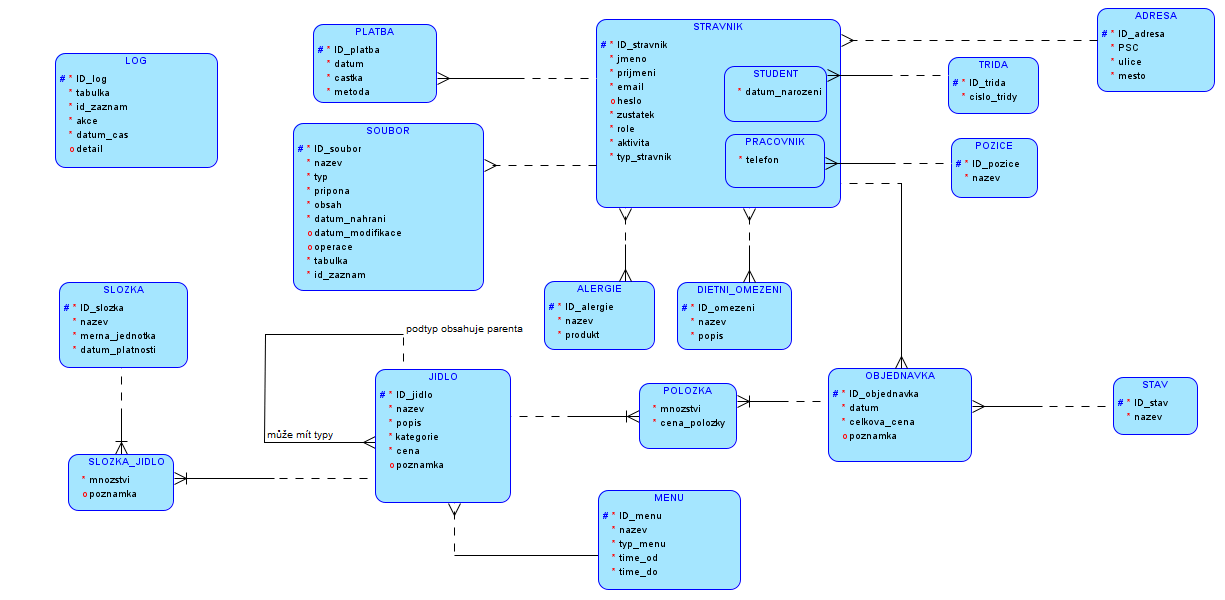 LOG
# * ID_log
* tabulka
* id_zaznam
* akce
* datum_cas
o detail
PLATBA
# * ID_platba
* datum
* castka
* metoda
SOUBOR
# * ID_soubor
* nazev
* typ
* pripona
* obsah
* datum_nahrani
o datum_modifikace
o operace
* tabulka
* id_zaznam
STRAVNIK
# * ID_stravnik
* jmeno
* prijmeni
* email
o heslo
* zustatek
* role
* aktivita
* typ_stravnik
STUDENT
* datum_narozeni
PRACOVNIK
* telefon
ADRESA
# * ID_adresa
* PSC
* ulice
* mesto
TRIDA
# * ID_trida
* cislo_tridy
POZICE
# * ID_pozice
* nazev
SLOZKA
# * ID_slozka
* nazev
* merna_jednotka
* datum_platnosti
ALERGIE
# * ID_alergie
* nazev
* produkt
DIETNI_OMEZENI
# * ID_omezeni
* nazev
* popis
podtyp obsahuje parenta
může mít typy
JIDLO
# * ID_jidlo
* nazev
* popis
* kategorie
* cena
o poznamka
POLOZKA
* mnozstvi
* cena_polozky
OBJEDNAVKA
# * ID_objednavka
* datum
* celkova_cena
o poznamka
STAV
# * ID_stav
* nazev
SLOZKA_JIDLO
* mnozstvi
o poznamka
MENU
# * ID_menu
* nazev
* typ_menu
* time_od
* time_do